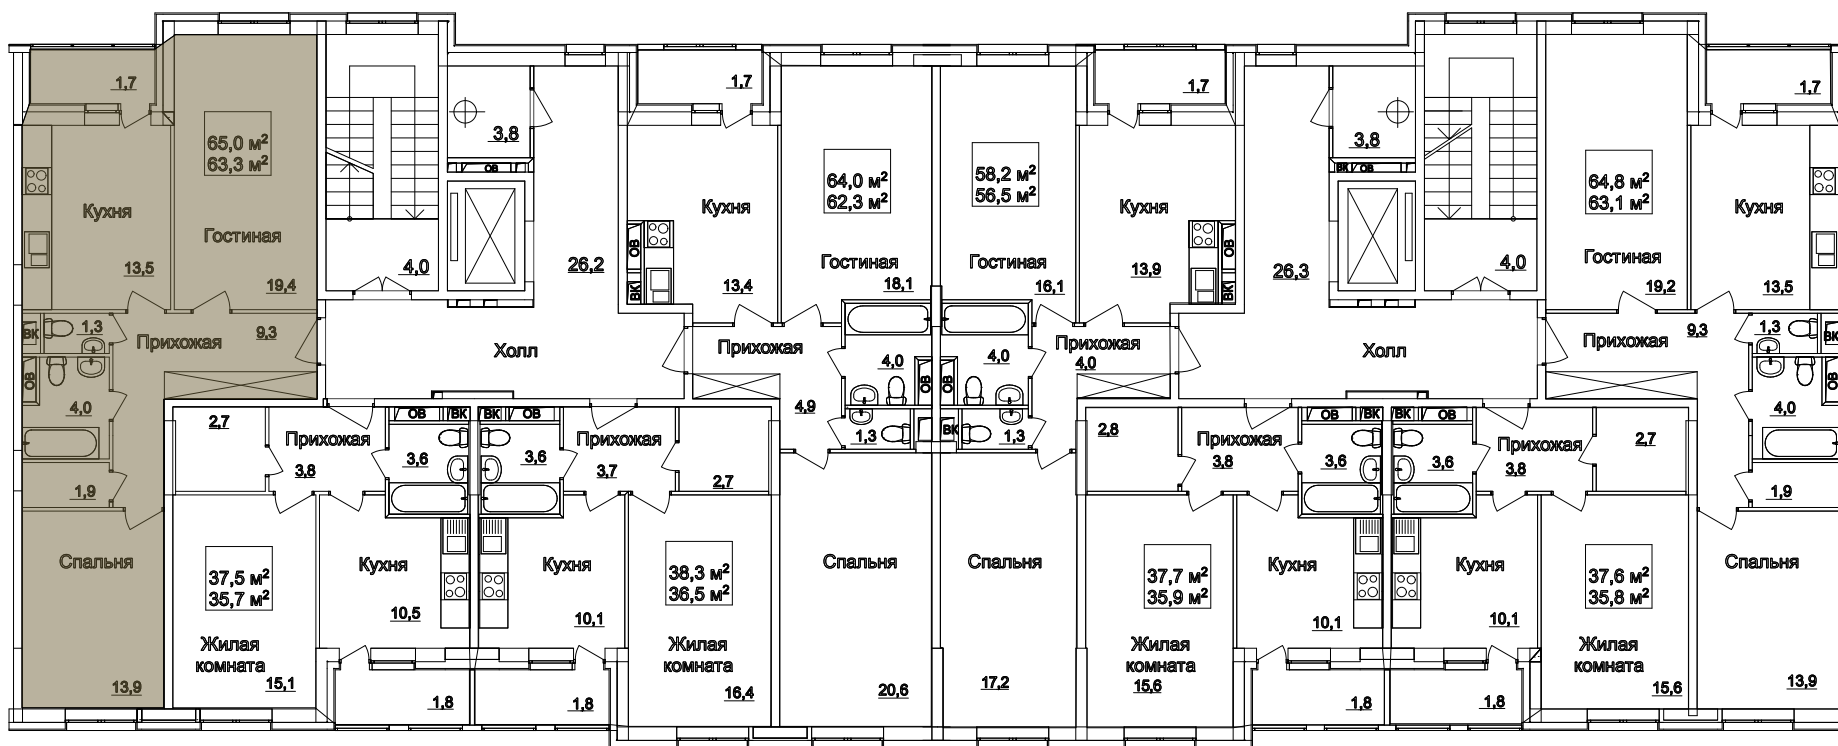 1,7
65,0 м²
63,3 м²
Кухня
13,5
Гостиная
19,4
ВК
1,3
Прихожая
9,3
ОВ
4,0
1,9
Спальня
13,9
4,0
3,8
ОВ
26,2
Холл
1,7
Кухня
ОВ
ВК
13,4
64,0 м²
62,3 м²
Гостиная
18,1
Прихожая
4,9
4,0
ОВ
1,3
Спальня
20,6
58,2 м²
56,5 м²
Гостиная
16,1
1,7
Кухня
13,9
ОВ
ВК
Прихожая
4,0
4,0
ОВ
ВК
1,3
Спальня
17,2
26,3
3,8
ВК
ОВ
4,0
Холл
64,8 м²
63,1 м²
Гостиная
19,2
1,7
Кухня
13,5
Прихожая
9,3
1,3
ВК
ОВ
4,0
1,9
Спальня
13,9
2,7
Прихожая
3,8
ОВ
ВК
3,6
37,5 м²
35,7 м²
Жилая
комната
15,1
Кухня
10,5
1,8
ВК
ОВ
3,6
Прихожая
3,7
2,7
Кухня
10,1
1,8
38,3 м²
36,5 м²
Жилая
комната
16,4
2,8
Прихожая
3,8
ОВ
ВК
3,6
37,7 м²
35,9 м²
Жилая
комната
15,6
Кухня
10,1
1,8
ВК
ОВ
3,6
Прихожая
3,8
2,7
Кухня
10,1
1,8
37,6 м²
35,8 м²
Жилая
комната
15,6